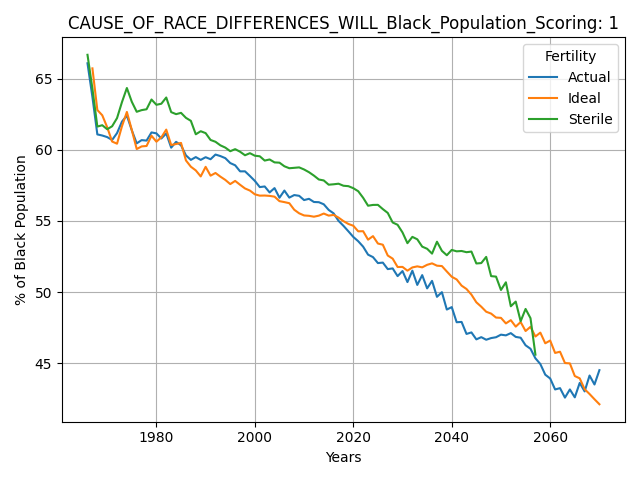 CAUSE_OF_RACE_DIFFERENCES_WILL_Black_Population_Scoring: 1
Fertility
Actual
Ideal
Sterile
% of Black Population
65
60
55
50
45
1980
2000
2020
2040
2060
Years